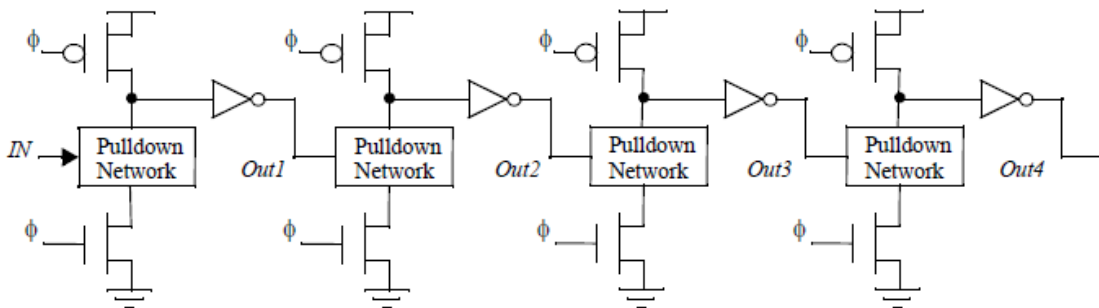 ϕ ϕ ϕ ϕ
IN
Pulldown
Network
Out1
Pulldown
Network
Out2
Pulldown
Network
Out3
Pulldown
Network
Out4
ϕ ϕ ϕ ϕ